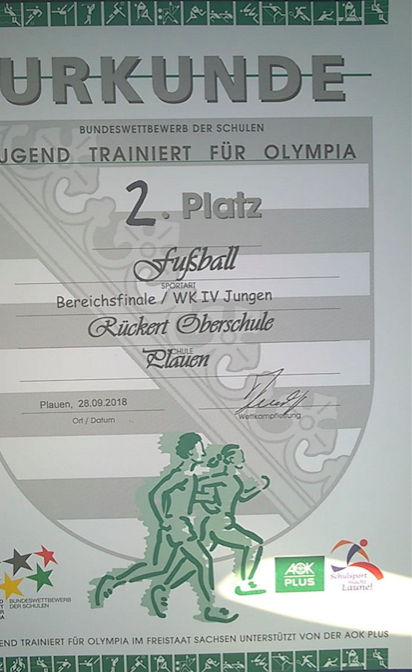 URKUNDE
BUNDESWETTBEWERB DER SCHULEN
UGEND TRAINIERT FÜR OLYMPIA
2. Platz
Fußball
SPORTART
Bereichsfinale / WK IV Jungen
Rückert Oberschule
SCHULE
Plauen
Plauen, 28.09.2018
Ort / Datum
Wettkampfleitung
BUNDESWETTBEWERB
DER SCHULEN
AOK
PLUS
Schulsport
macht
Laune!
END TRAINIERT FÜR OLYMPIA IM FREISTAAT SACHSEN UNTERSTÜTZT VON DER AOK PLUS